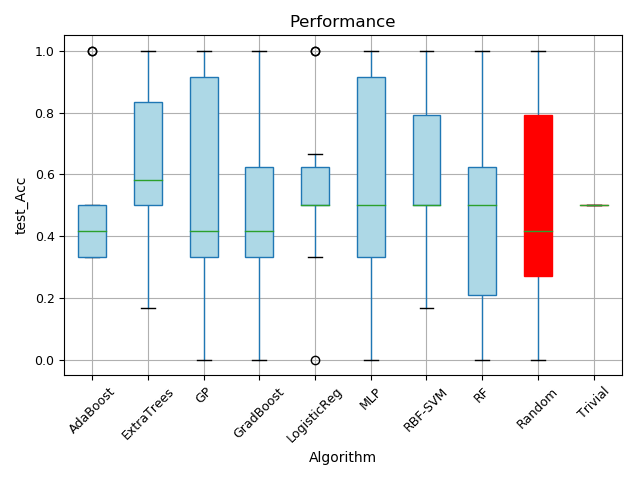 Performance
test_Acc
1.0
0.8
0.6
0.4
0.2
0.0
AdaBoost
ExtraTrees
GP
GradBoost
LogisticReg
MLP
RBF-SVM
RF
Random
Trivial
Algorithm